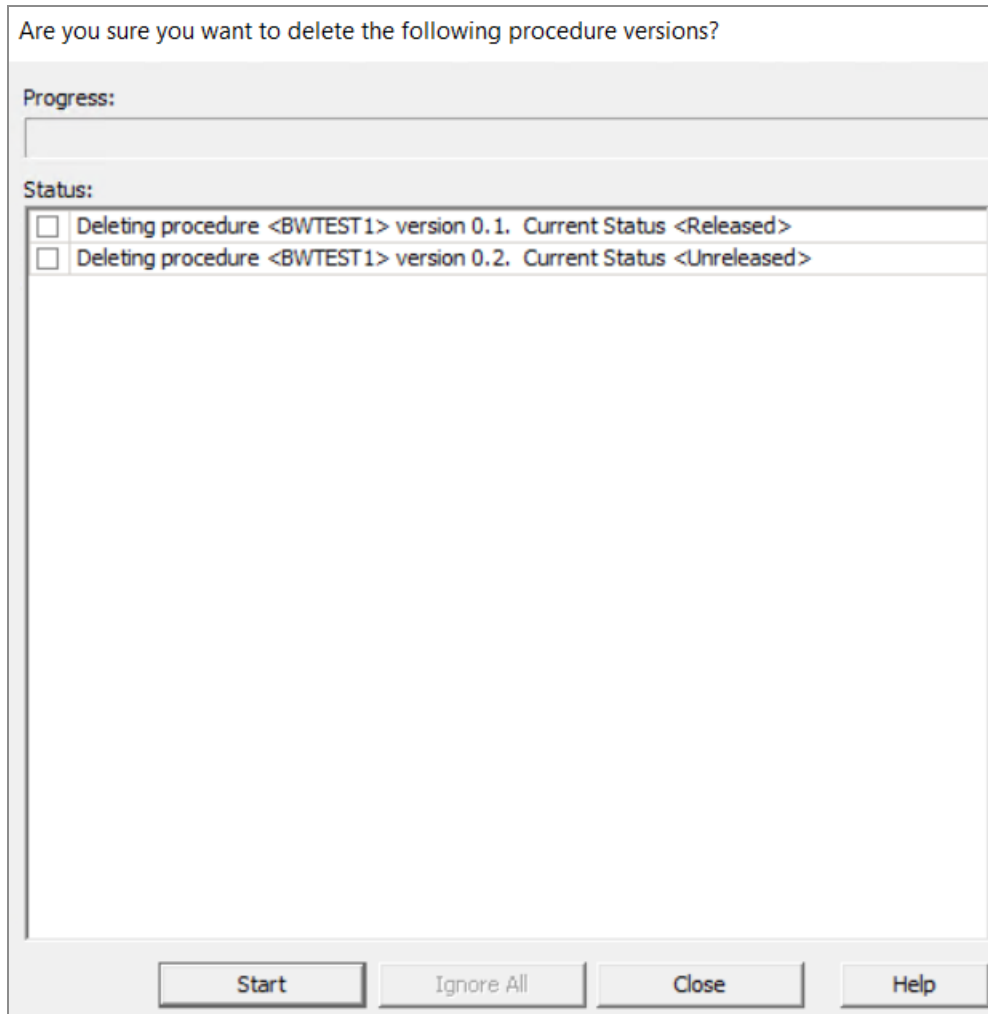 Are you sure you want to delete the following procedure versions?
Progress:
Status:
Deleting procedure <BWTEST1> version 0.1.  Current Status <Released>
Deleting procedure <BWTEST1> version 0.2.  Current Status <Unreleased>
Start Ignore All Close Help